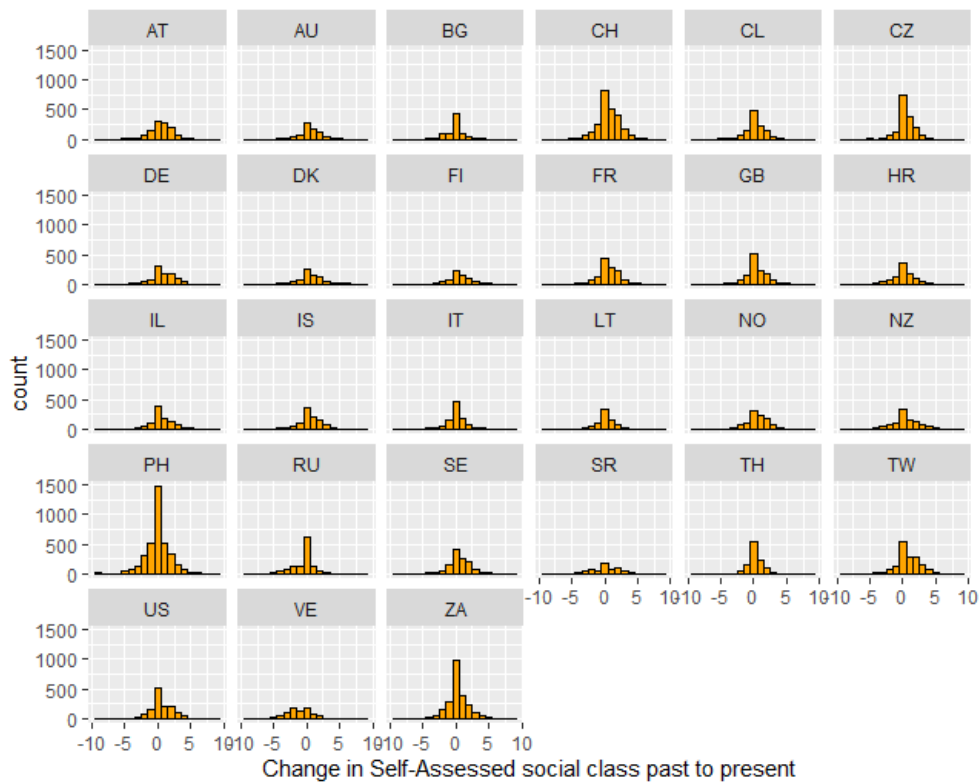 AT AU BG CH CL CZ
1500
1000
500
0
DE DK FI FR GB HR
1500
1000
500
0
IL IS IT LT NO NZ
1500
1000
500
0
PH RU SE SR TH TW
1500
1000
500
0
-10 -5 0 5 10 -10 -5 0 5 10 -10 -5 0 5 10
US VE ZA
1500
1000
500
0
-10 -5 0 5 10 -10 -5 0 5 10 -10 -5 0 5 10
count
Change in Self-Assessed social class past to present